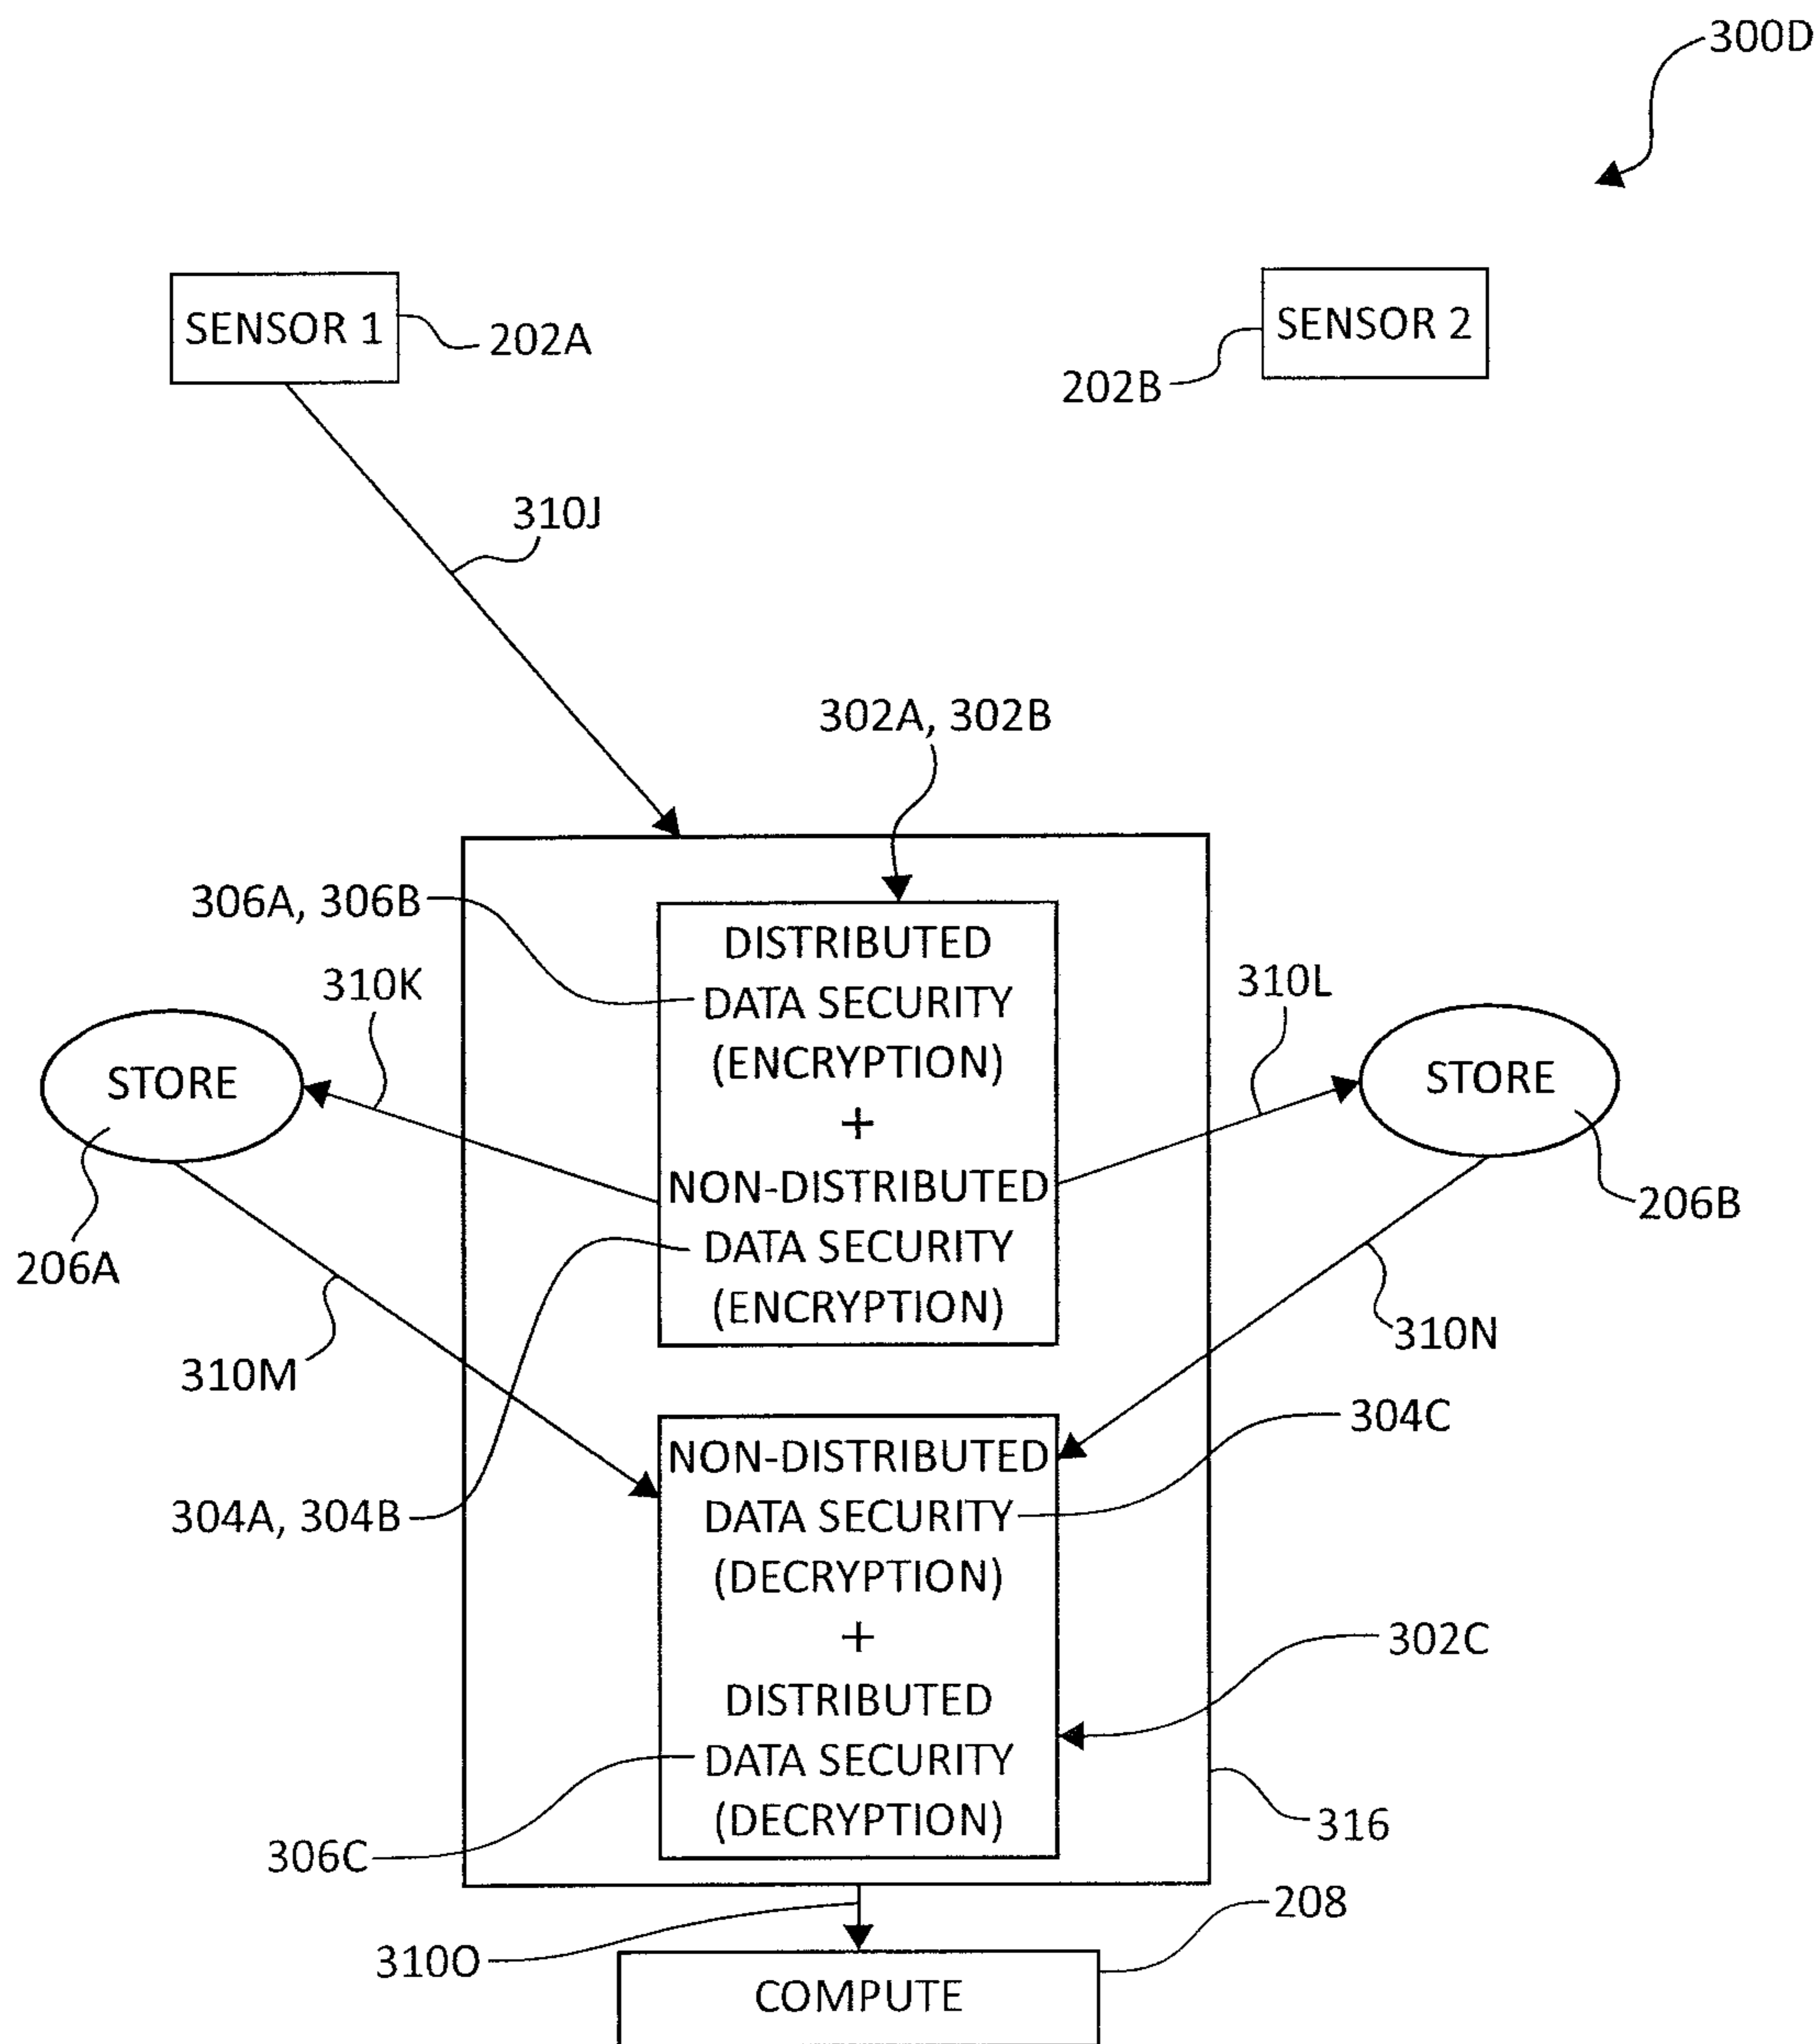 300D
SENSOR 1
202A
SENSOR 2
202B
310J
302A, 302B
306A, 306B
DISTRIBUTED
DATA SECURITY
(ENCRYPTION)
+
NON-DISTRIBUTED
DATA SECURITY
(ENCRYPTION)
310K
310L
STORE
STORE
206A
206B
310M
310N
304A, 304B
NON-DISTRIBUTED
DATA SECURITY
(DECRYPTION)
+
DISTRIBUTED
DATA SECURITY
(DECRYPTION)
304C
302C
306C
316
208
310O
COMPUTE